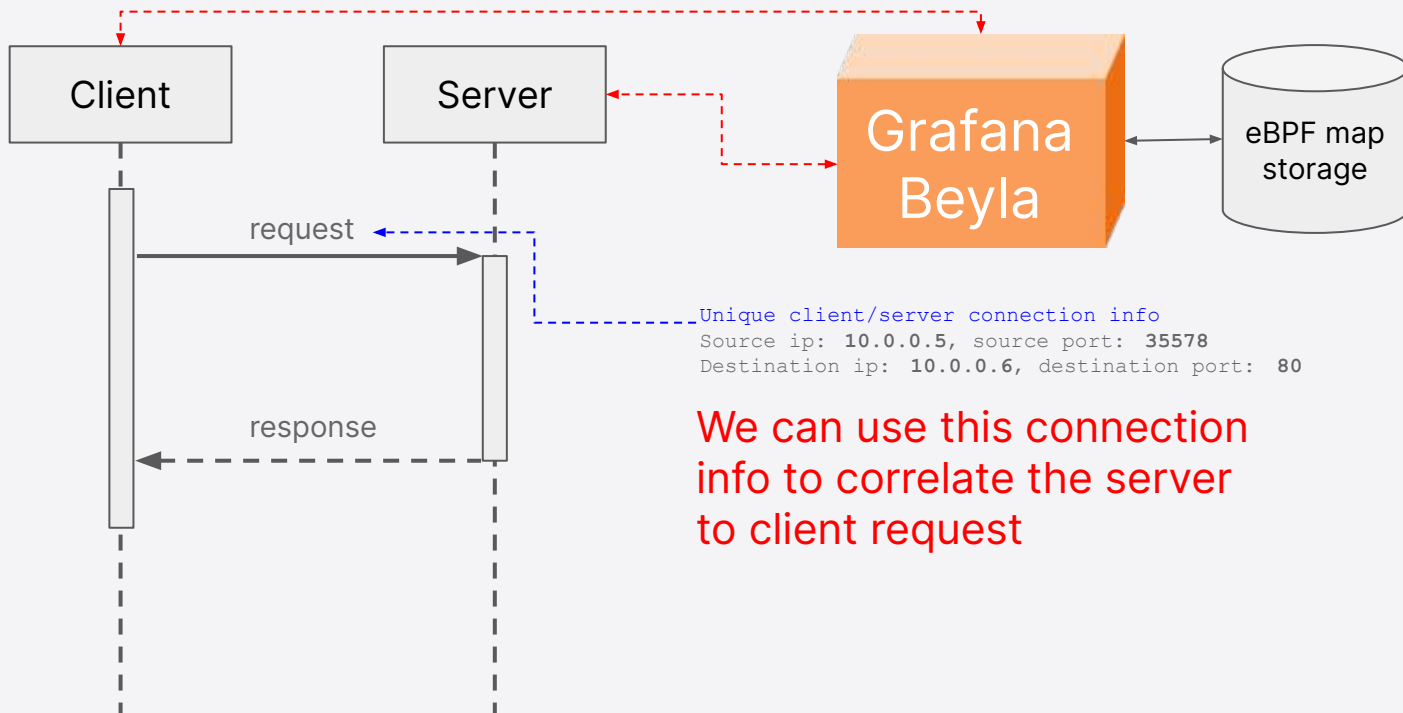 Client
Server
Grafana
Beyla
eBPF map
storage
request
Unique client/server connection info
Source ip: 10.0.0.5, source port: 35578
Destination ip: 10.0.0.6, destination port: 80
response
We can use this connection
info to correlate the server
to client request